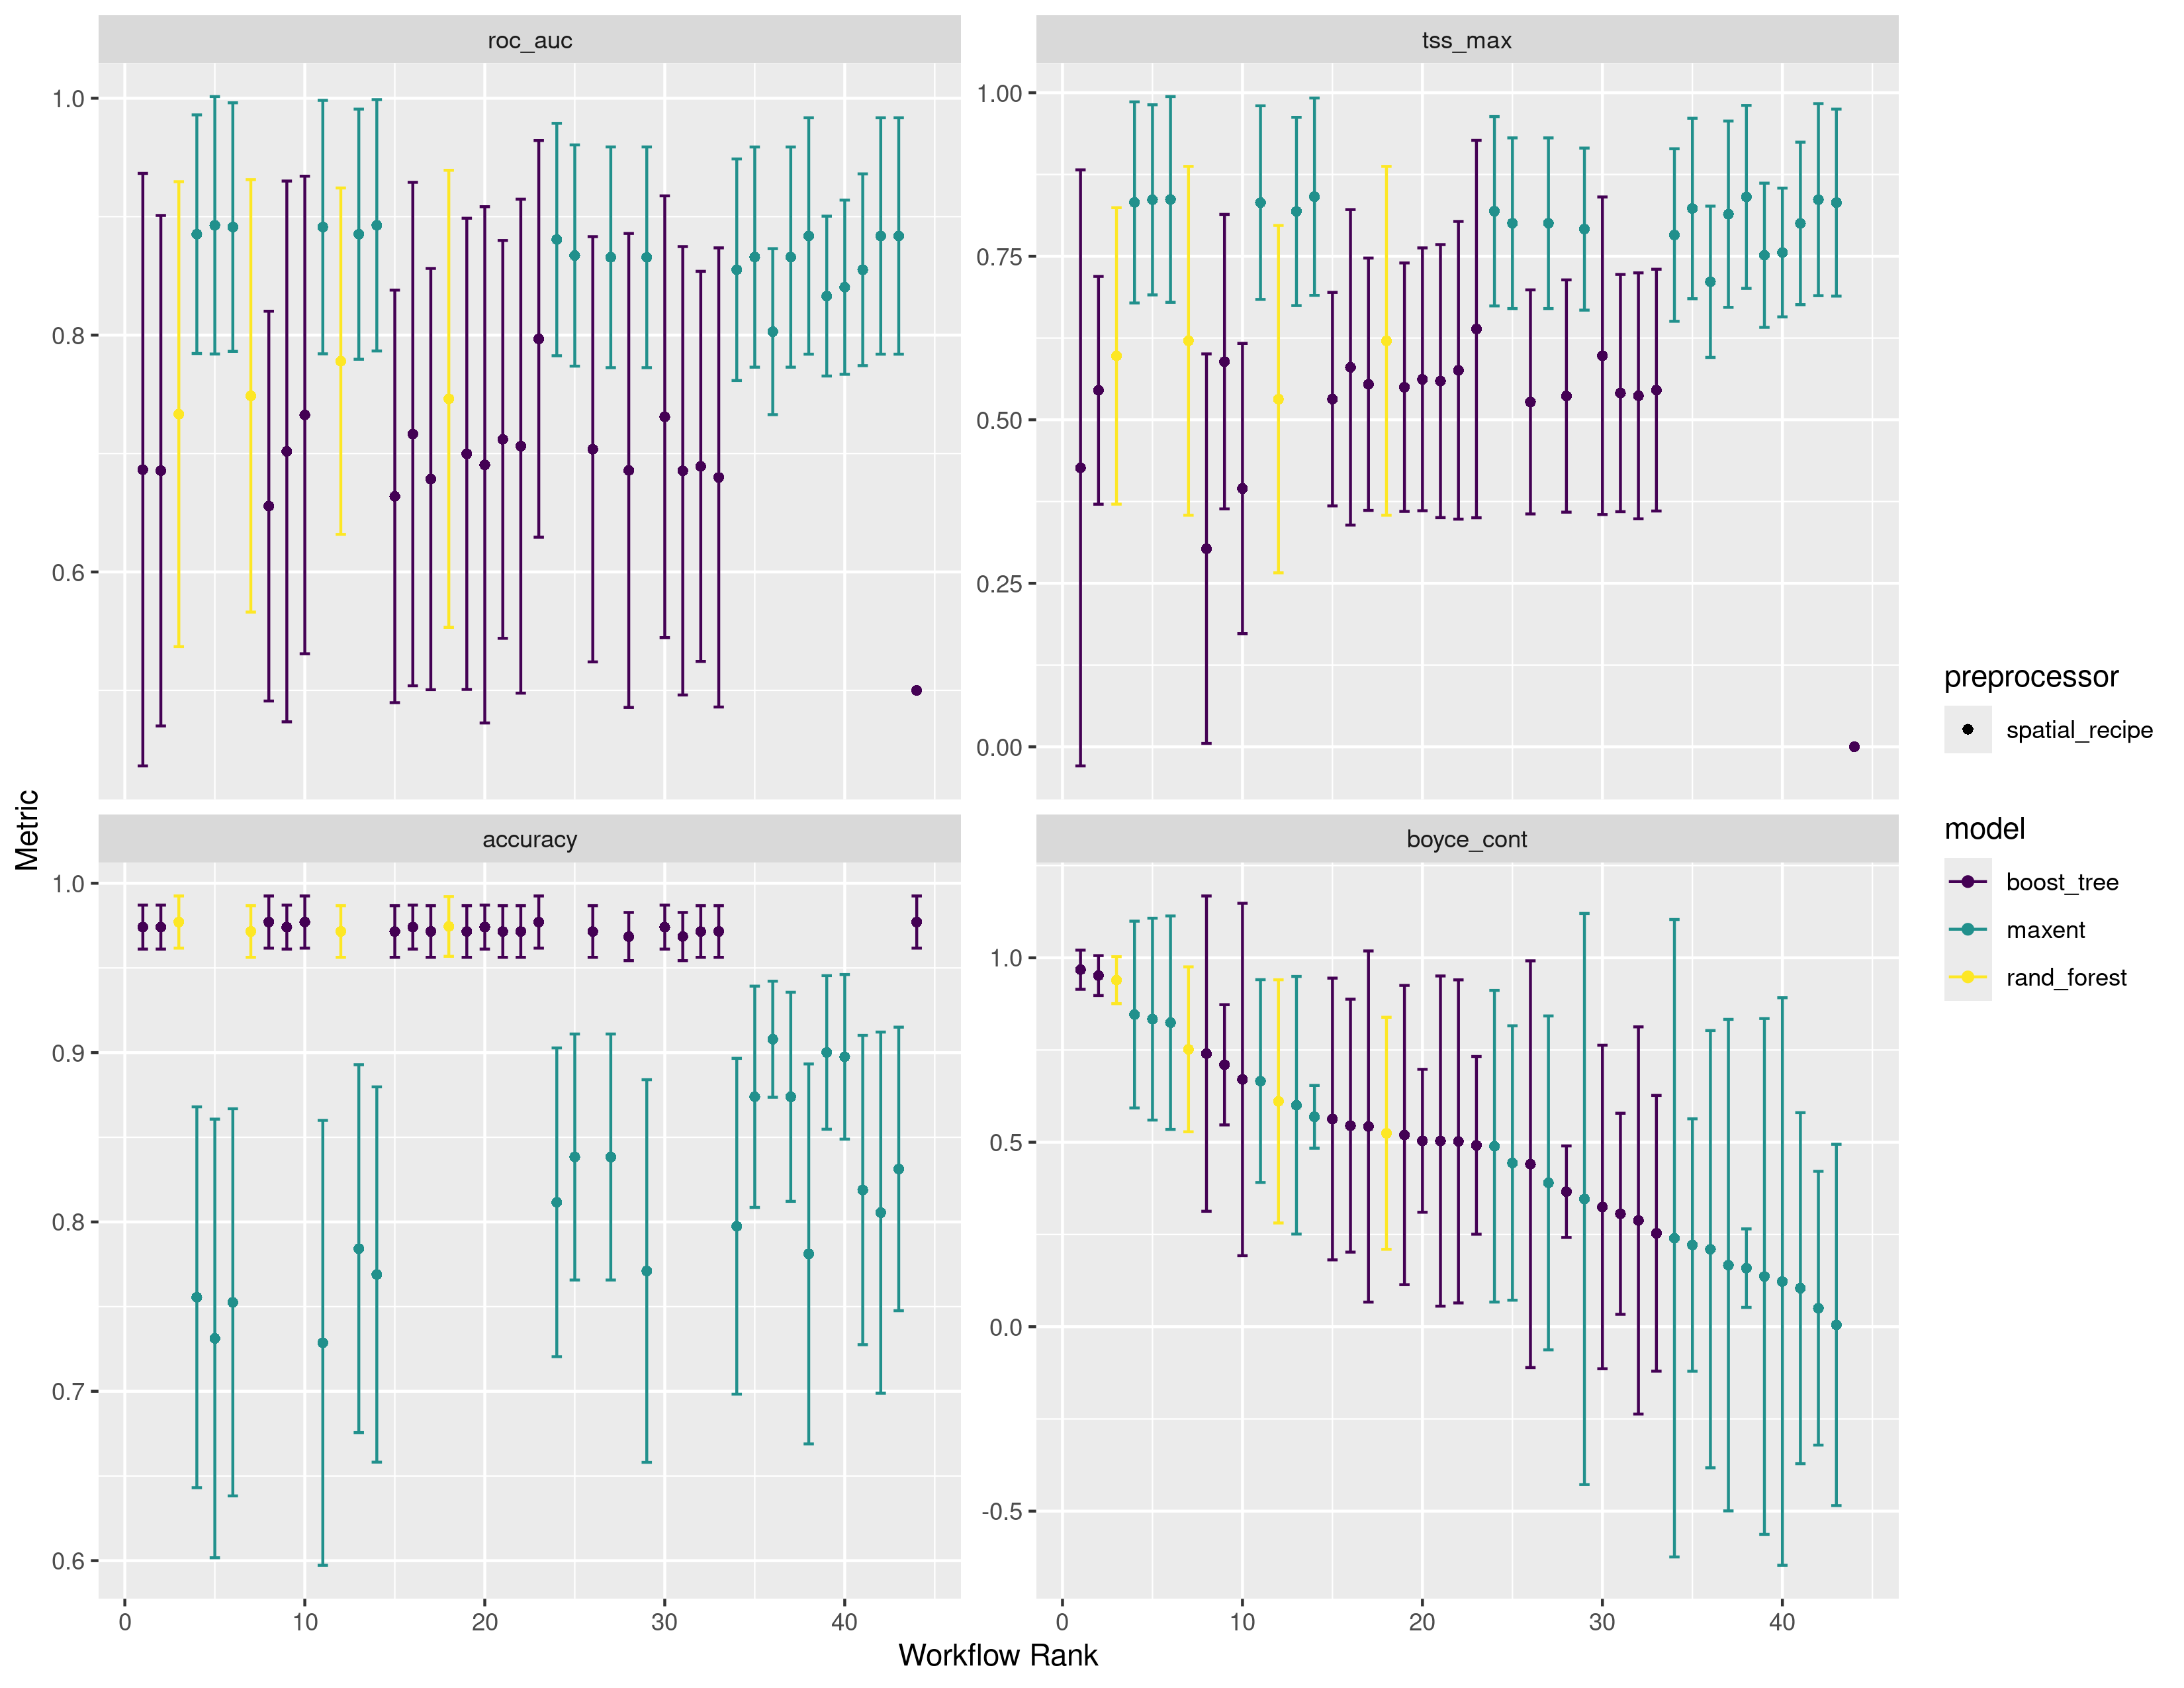 roc_auc
tss_max
1.0
0.8
0.6
1.00
0.75
0.50
0.25
0.00
Metric
accuracy
boyce_cont
1.0
0.9
0.8
0.7
0.6
1.0
0.5
0.0
-0.5
0 10 20 30 40
0 10 20 30 40
Workflow Rank
preprocessor
spatial_recipe
model
boost_tree
maxent
rand_forest